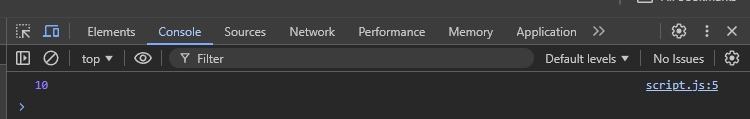 Elements Console Sources Network Performance Memory Application
top Filter Default levels No Issues
10 script.js:5